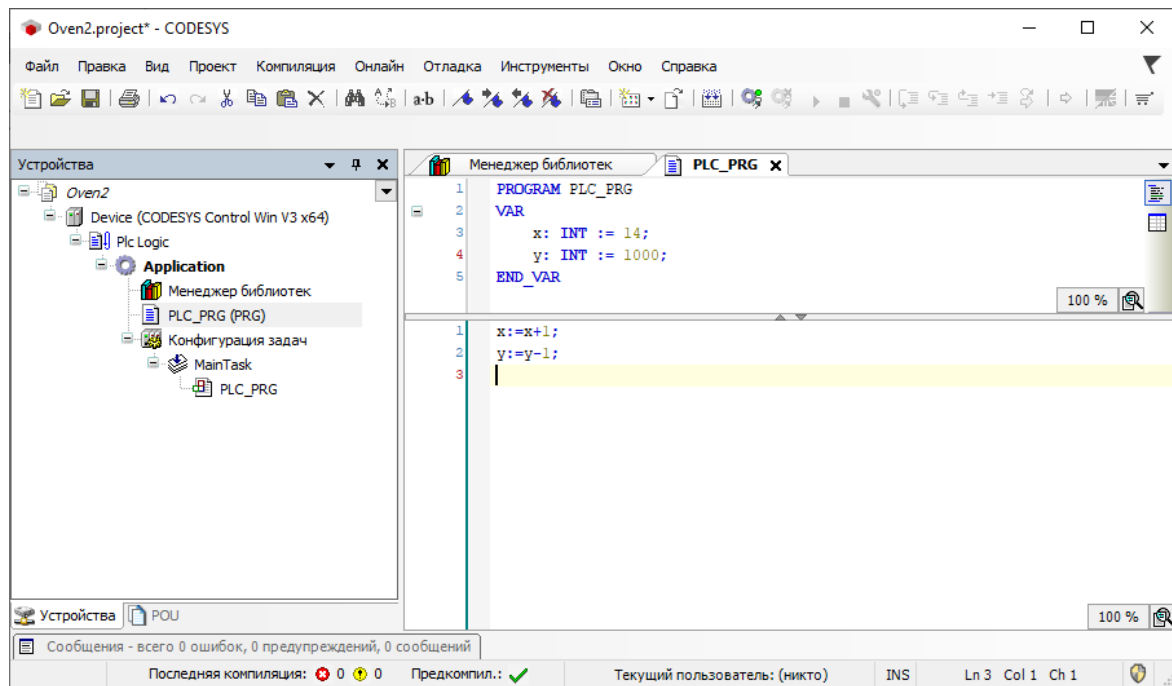 Oven2.project* - CODESYS
Файл Правка Вид Проект Компиляция Онлайн Отладка Инструменты Окно Справка
Устройства
Oven2
Device (CODESYS Control Win V3 x64)
Plc Logic
Application
Менеджер библиотек
PLC_PRG (PRG)
Конфигурация задач
MainTask
PLC_PRG
Устройства POU
Менеджер библиотек PLC_PRG
1 PROGRAM PLC_PRG
2 VAR
3 x: INT := 14;
4 y: INT := 1000;
5 END_VAR
100 %
1 x:=x+1;
2 y:=y-1;
3
100 %
Сообщения - всего 0 ошибок, 0 предупреждений, 0 сообщений
Последняя компиляция: 0 0 Предкомпил.: Текущий пользователь: (никто) INS Ln 3 Col 1 Ch 1